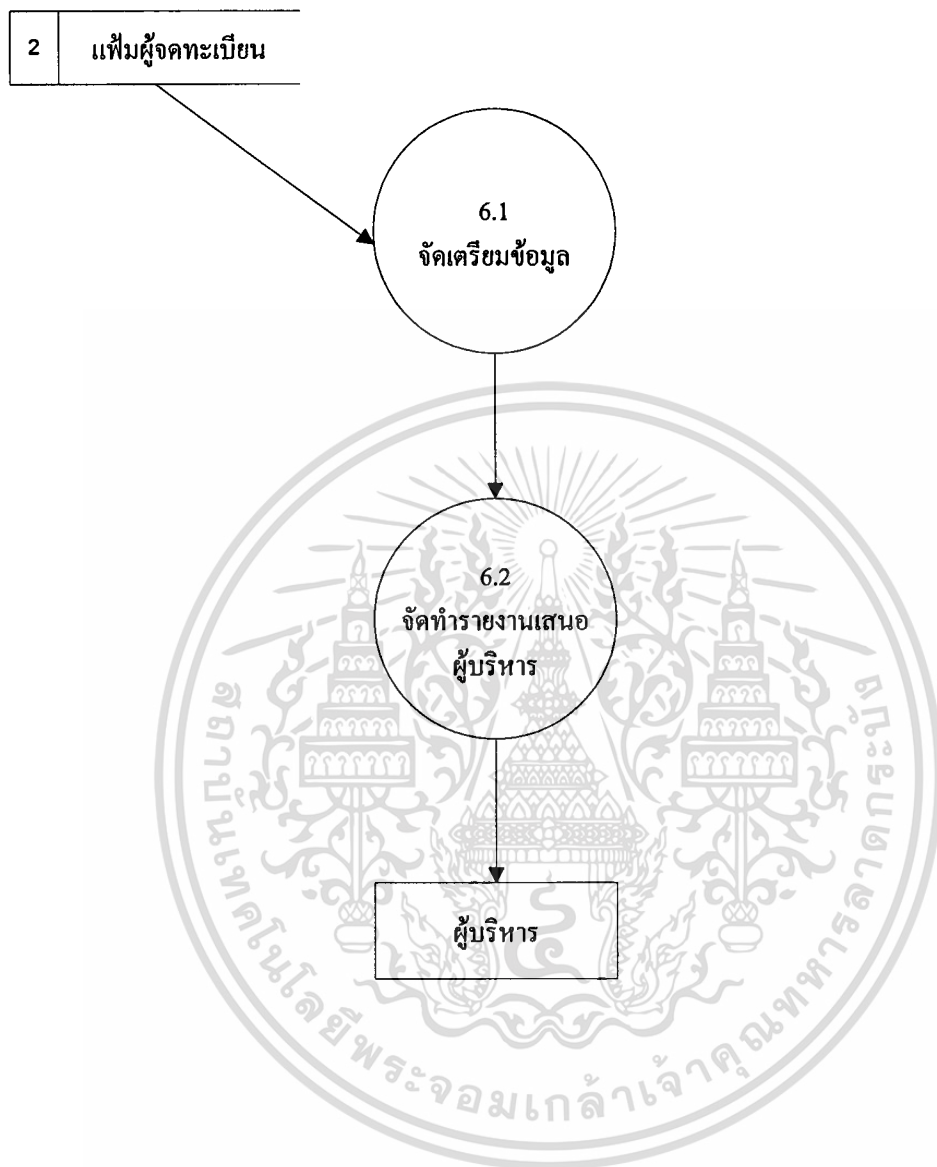 2 แฟ้มผู้จดทะเบียน
6.1
จัดเตรียมข้อมูล
6.2
จัดทำรายงานเสนอ
ผู้บริหาร
ผู้บริหาร
สถาบันเทคโนโลยีพระจอมเกล้าเจ้าคุณทหารลาดกระบัง